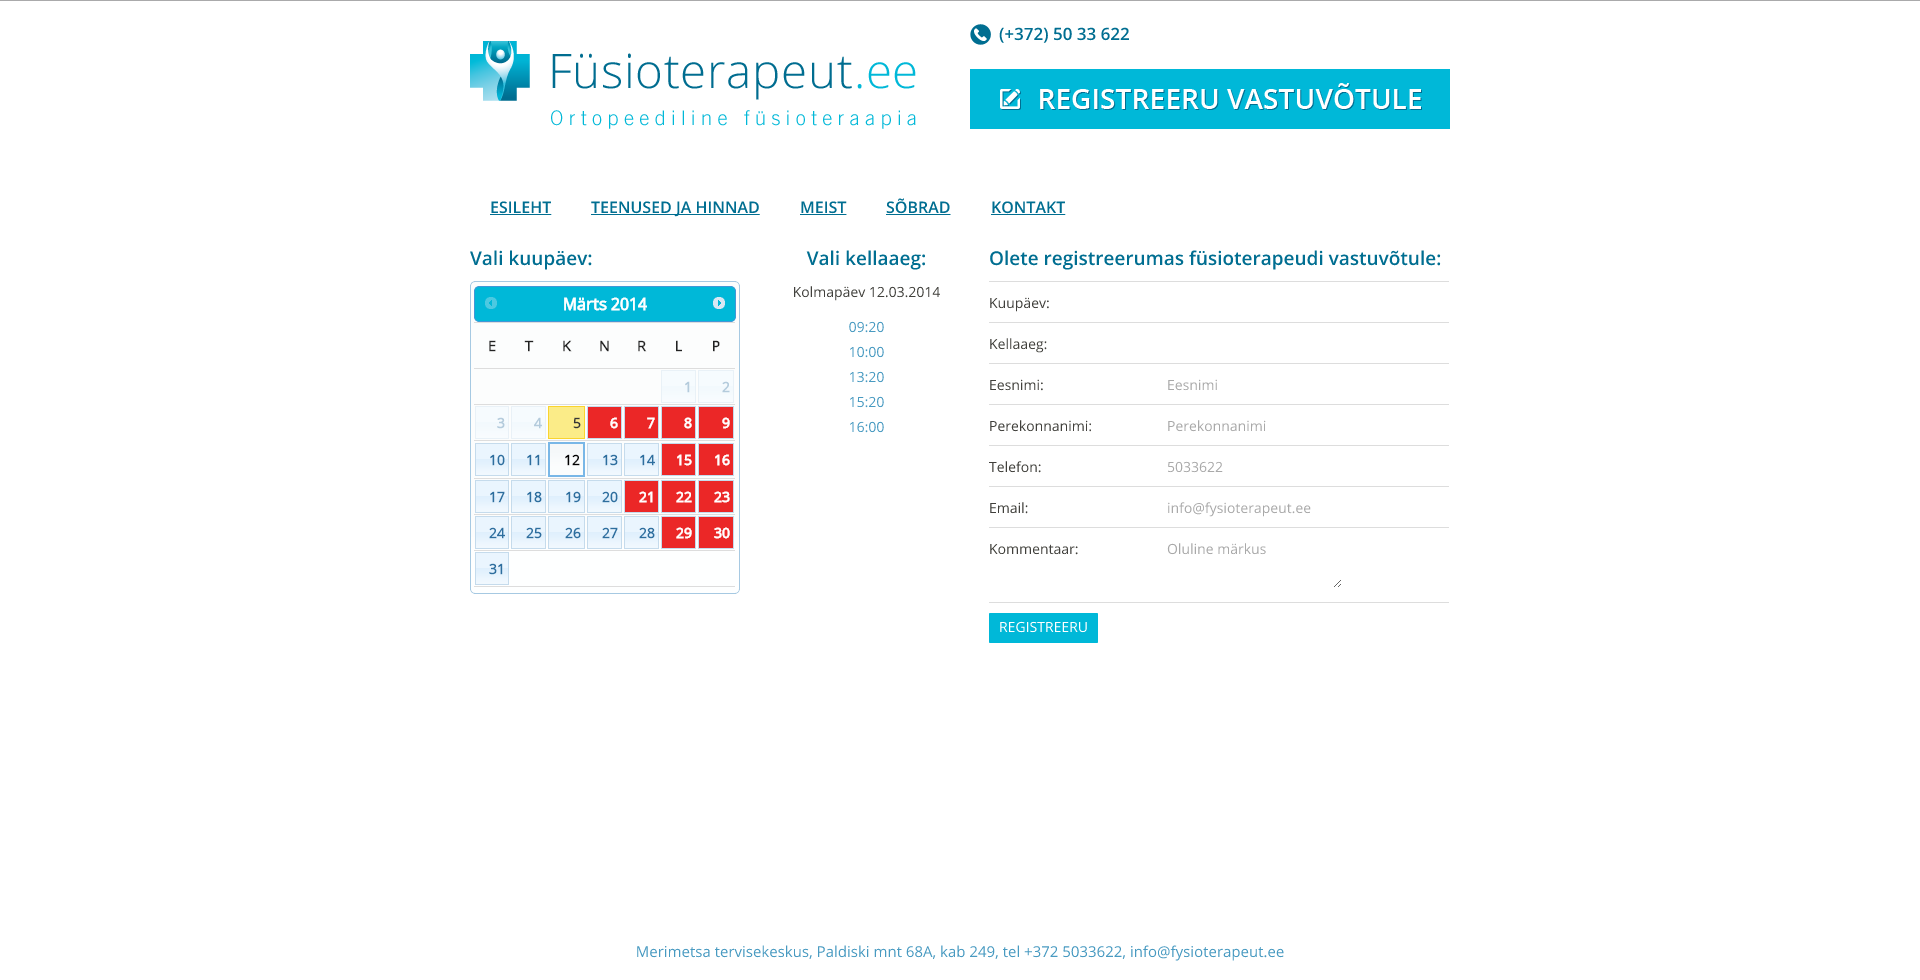 (+372) 50 33 622
Füsioterapeut.ee
Ortopeediline füsioteraapia
REGISTREERU VASTUVÕTULE
ESILEHT TEENUSED JA HINNAD MEIST SÕBRAD KONTAKT
Vali kuupäev:
Märts 2014
E T K N R L P
1 2
3 4 5 6 7 8 9
10 11 12 13 14 15 16
17 18 19 20 21 22 23
24 25 26 27 28 29 30
31
Vali kellaaeg:
Kolmapäev 12.03.2014
09:20
10:00
13:20
15:20
16:00
Olete registreerumas füsioterapeudi vastuvõtule:
Kuupäev:
Kellaaeg:
Eesnimi: Eesnimi
Perekonnanimi: Perekonnanimi
Telefon: 5033622
Email: info@fysioterapeut.ee
Kommentaar: Oluline märkus
REGISTREERU
Merimetsa tervisekeskus, Paldiski mnt 68A, kab 249, tel +372 5033622, info@fysioterapeut.ee